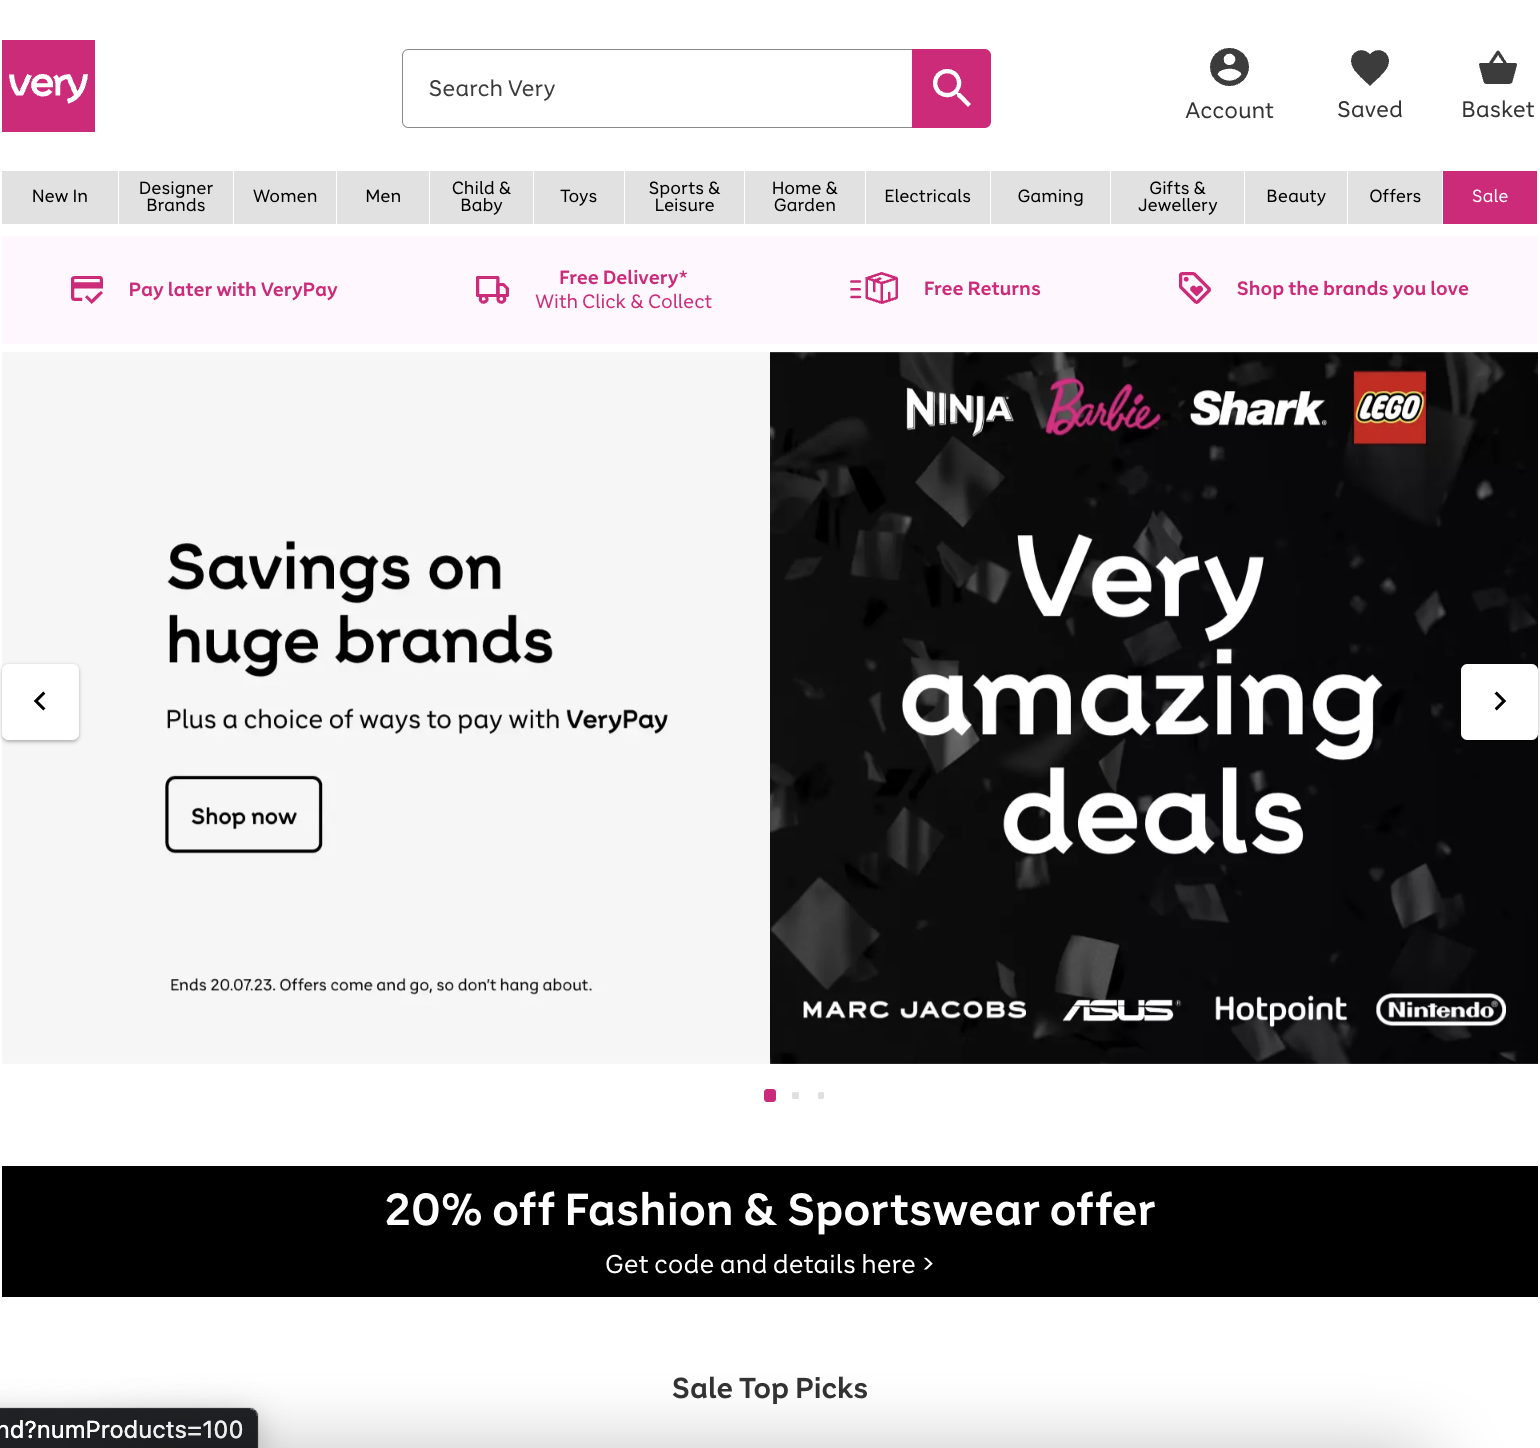 very
Search Very
Account
Saved
Basket
New In
Designer
Brands
Women
Men
Child &
Baby
Toys
Sports &
Leisure
Home &
Garden
Electricals
Gaming
Gifts &
Jewellery
Beauty
Offers
Sale
Pay later with VeryPay
Free Delivery*
With Click & Collect
Free Returns
Shop the brands you love
Savings on
huge brands
Plus a choice of ways to pay with VeryPay
Shop now
Ends 20.07.23. Offers come and go, so don't hang about.
NINJA Barbie Shark LEGO
Very
amazing
deals
MARC JACOBS ASUS Hotpoint Nintendo
20% off Fashion & Sportswear offer
Get code and details here >
Sale Top Picks
nd?numProducts=100